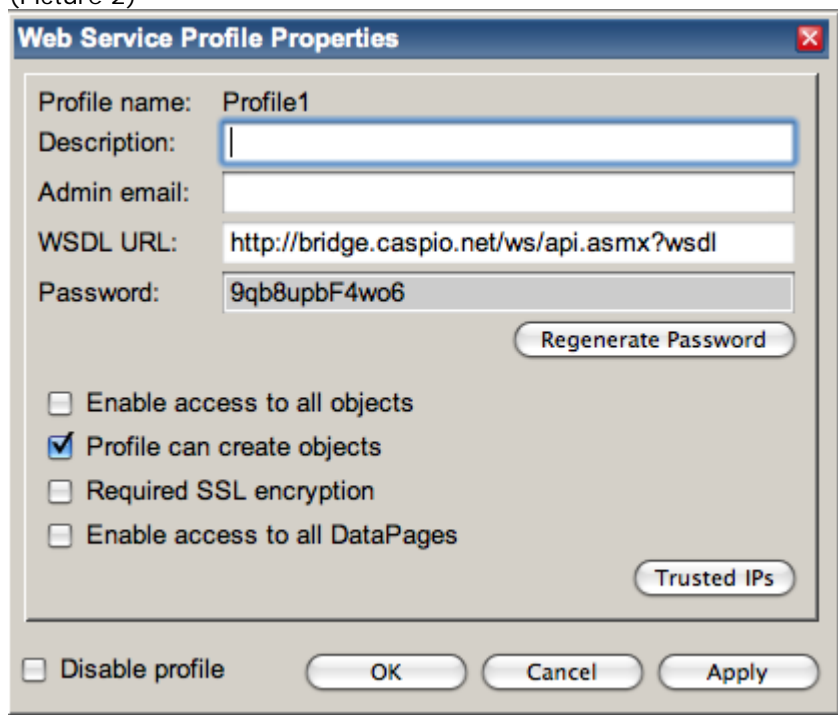 (Picture 2)
Web Service Profile Properties
Profile name: Profile1
Description:
Admin email:
WSDL URL: http://bridge.caspio.net/ws/api.asmx?wsdl
Password: 9qb8upbF4wo6
Regenerate Password
Enable access to all objects
Profile can create objects
Required SSL encryption
Enable access to all DataPages
Trusted IPs
Disable profile OK Cancel Apply